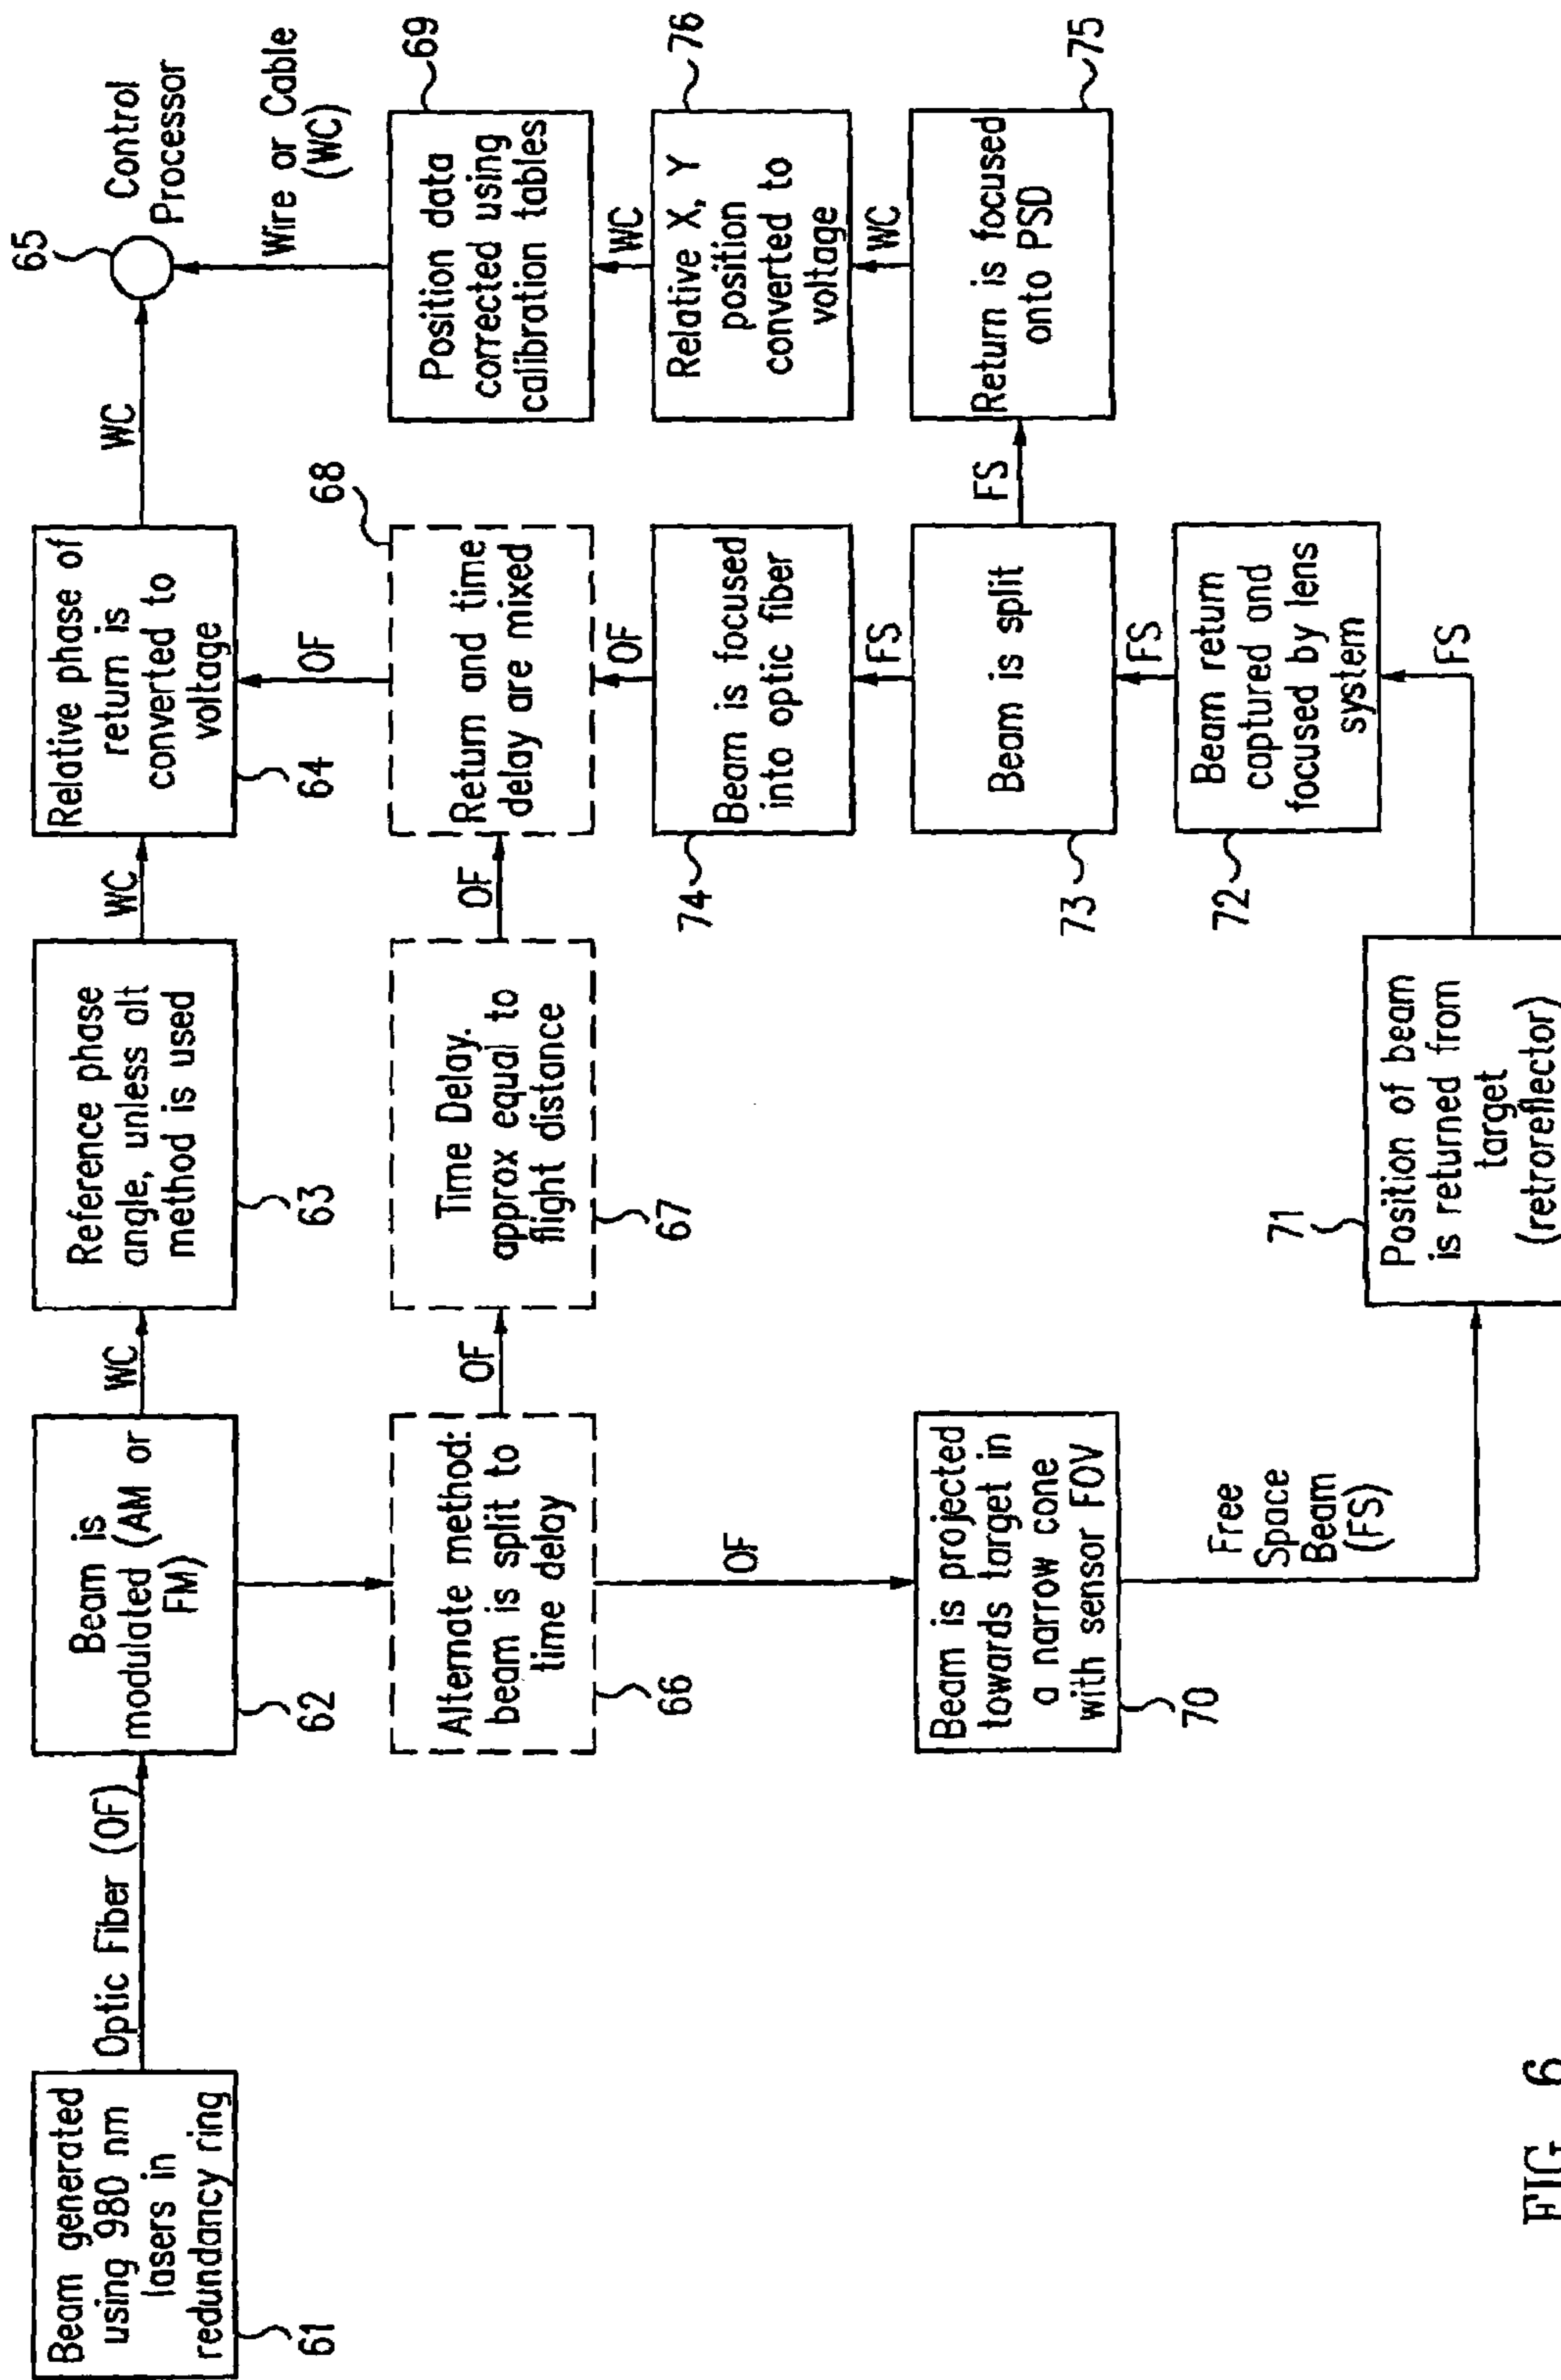 Beam generated
using 980 nm
lasers in
redundancy ring
61
Optic Fiber (OF)
Beam is
modulated (AM or
FM)
62
WC
Reference phase
angle, unless alt
method is used
63
WC
Relative phase of
return is
converted to
voltage
64
WC
65
Control
Processor
Wire or Cable
(WC)
Alternate method:
beam is split to
time delay
66
OF
Time Delay.
approx equal to
flight distance
67
OF
Return and time
delay are mixed
68
OF
Position data
corrected using
calibration tables
69
OF
OF
WC
Beam is projected
towards target in
a narrow cone
with sensor FOV
70
Beam is focused
into optic fiber
74
Relative X, Y
position
converted to
voltage
76
FS
WC
Beam is split
73
FS
Return is focused
onto PSD
75
Free
Space
Beam
(FS)
FS
Beam return
captured and
focused by lens
system
72
FS
Position of beam
is returned from
target
(retroreflector)
71
FIG. 6